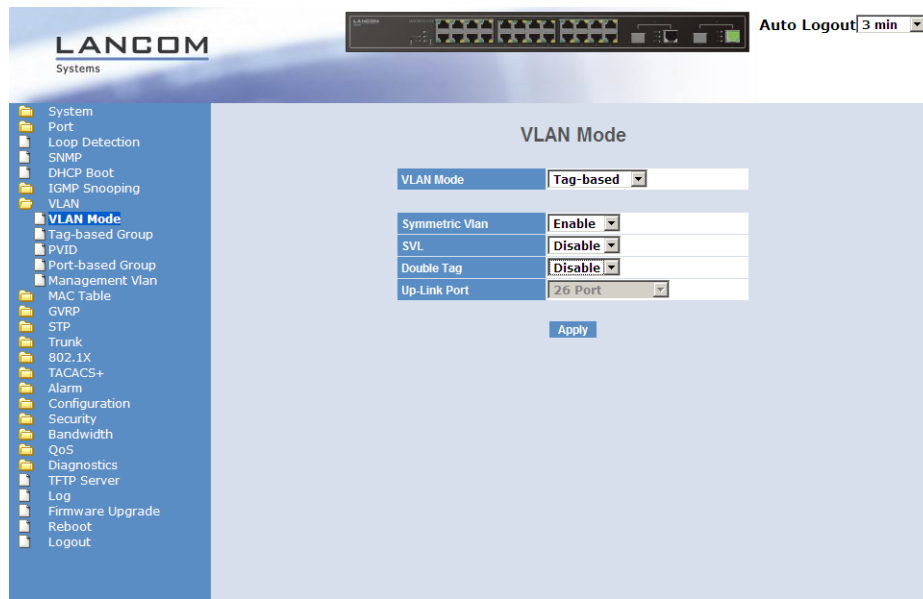 LANCOM
Systems
LANCOM
Auto Logout 3 min
System
Port
Loop Detection
SNMP
DHCP Boot
IGMP Snooping
VLAN
VLAN Mode
Tag-based Group
PVID
Port-based Group
Management Vlan
MAC Table
GVRP
STP
Trunk
802.1X
TACACS+
Alarm
Configuration
Security
Bandwidth
QoS
Diagnostics
TFTP Server
Log
Firmware Upgrade
Reboot
Logout
VLAN Mode
VLAN Mode Tag-based
Symmetric Vlan Enable
SVL Disable
Double Tag Disable
Up-Link Port 26 Port
Apply